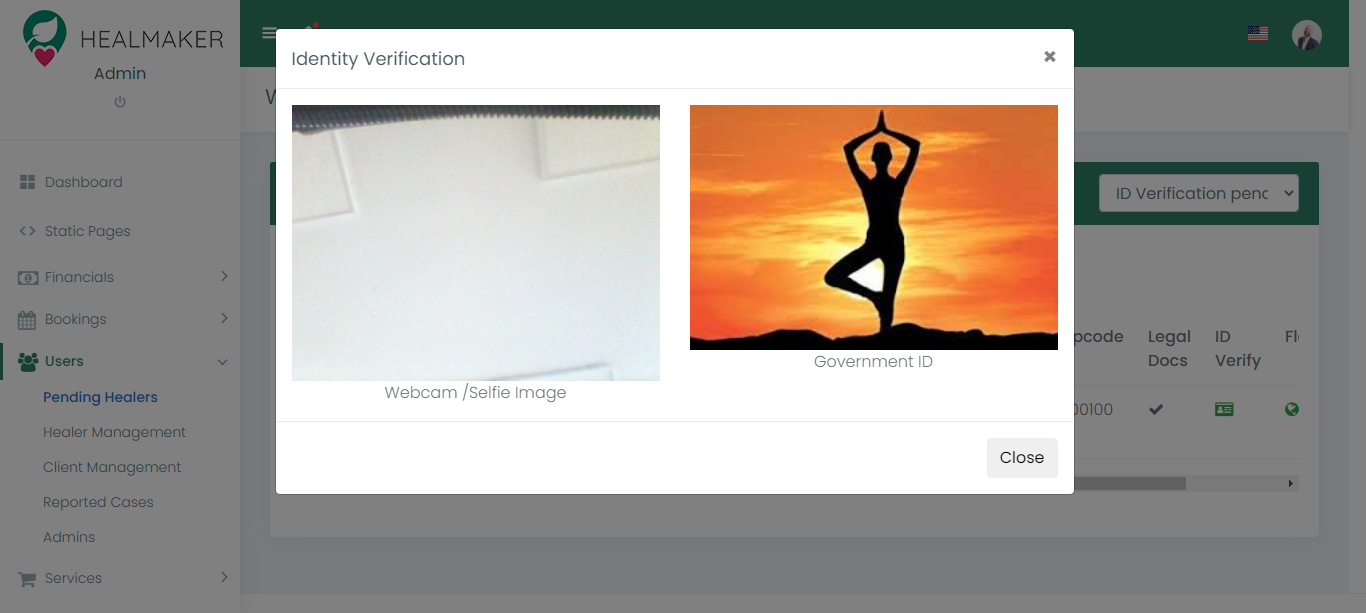 HEALMAKER
Admin
Dashboard
Static Pages
Financials
Bookings
Users
Pending Healers
Healer Management
Client Management
Reported Cases
Admins
Services
Identity Verification
×
Webcam /Selfie Image
Government ID
Close
ID Verification penc
pcode
Legal
Docs
ID
Verify
00100